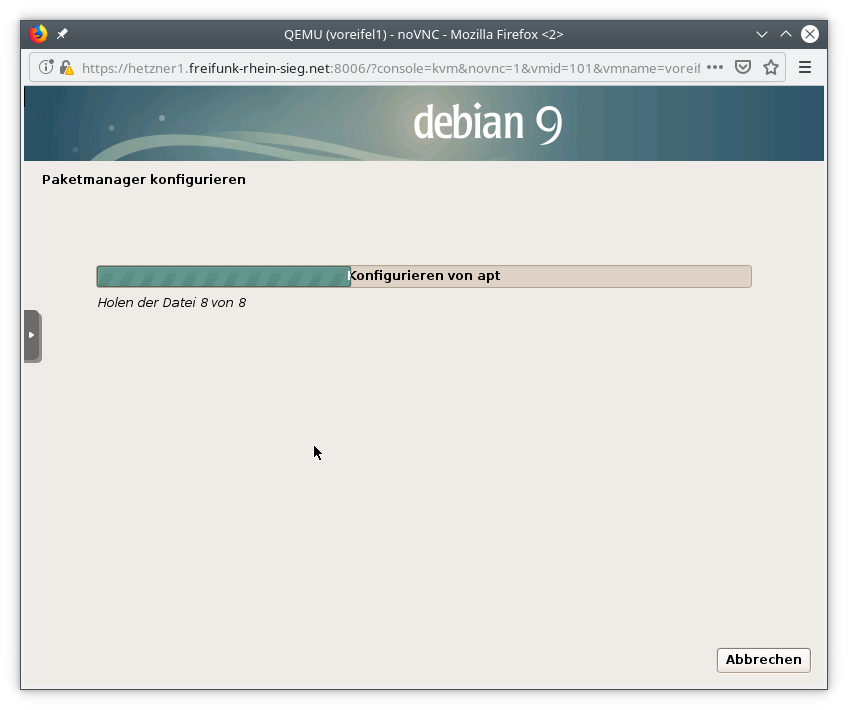 QEMU (voreifel1) - noVNC - Mozilla Firefox <2>
https://hetzner1.freifunk-rhein-sieg.net:8006/?console=kvm&novnc=1&vmid=101&vmname=voreif
debian 9
Paketmanager konfigurieren
Konfigurieren von apt
Holen der Datei 8 von 8
Abbrechen